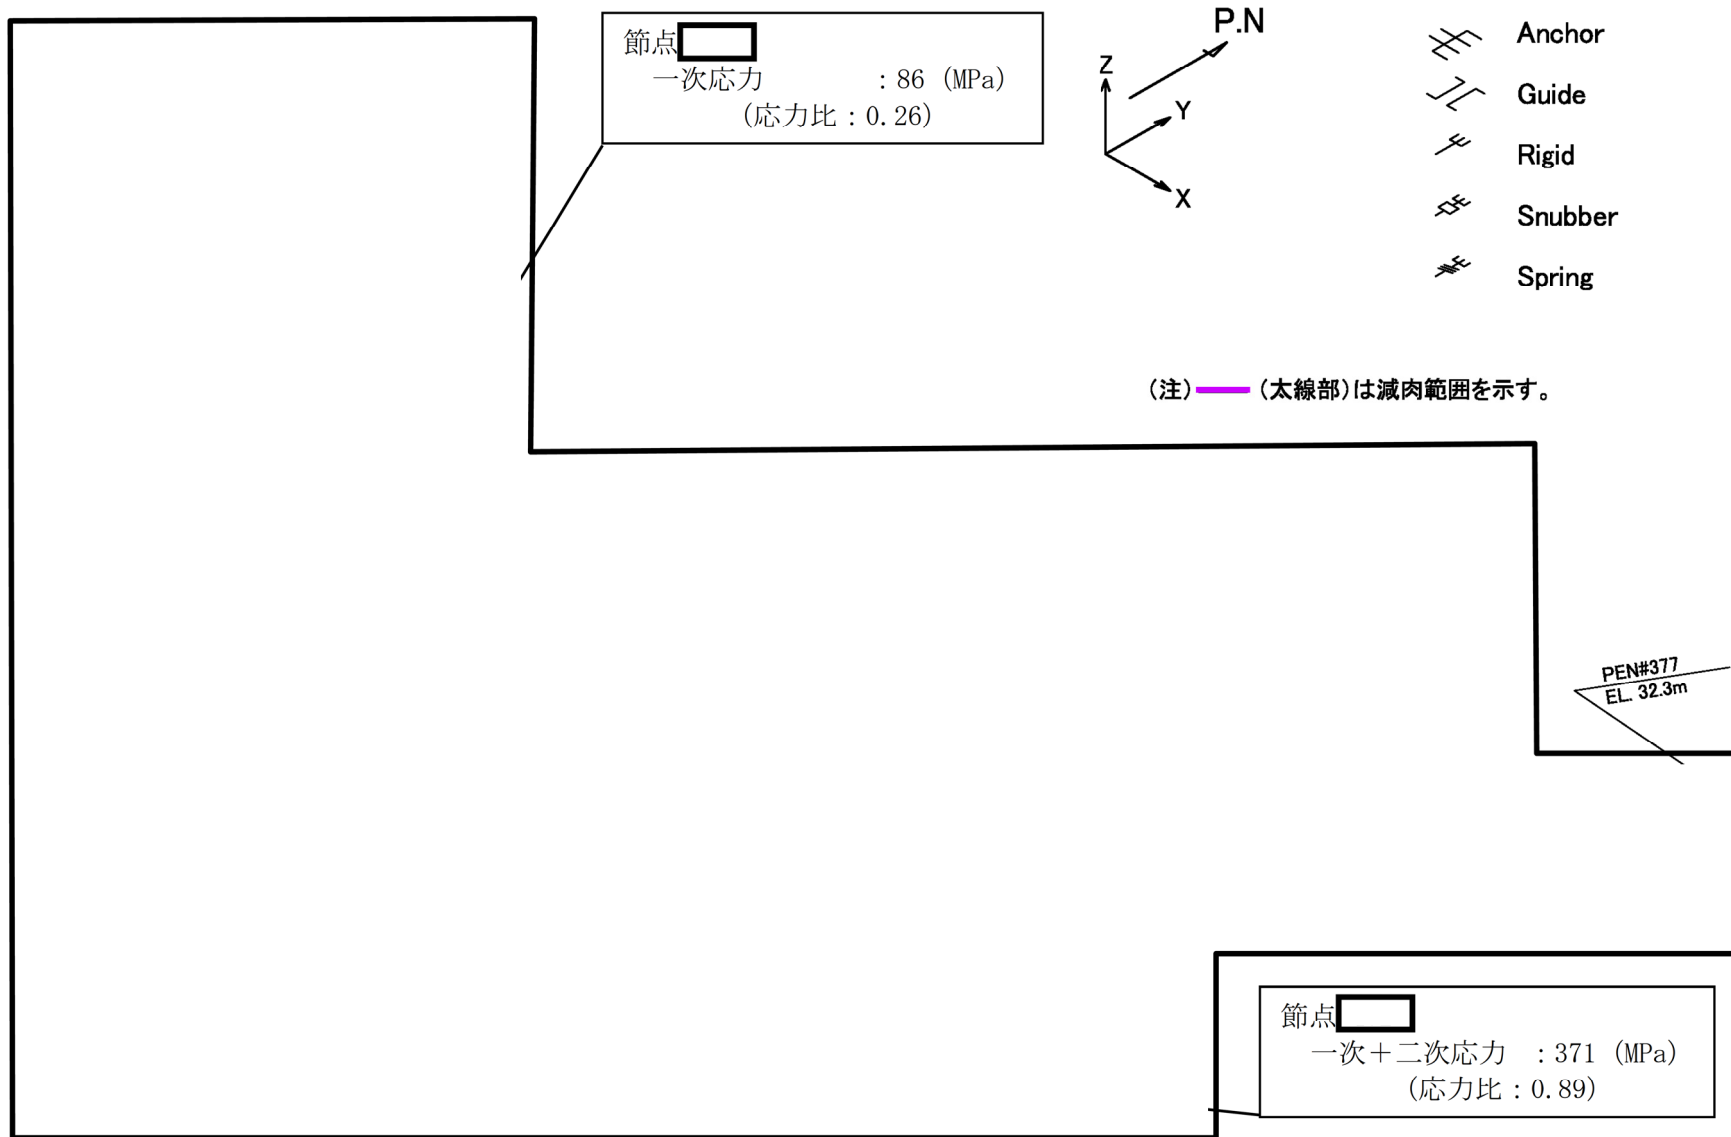 節点
一次応力 : 86 (MPa)
(応力比:0.26)
P.N
Z
Y
X
Anchor
Guide
Rigid
Snubber
Spring
(注) (太線部)は減肉範囲を示す。
PEN#377
EL. 32.3m
節点
一次+二次応力 : 371 (MPa)
(応力比:0.89)